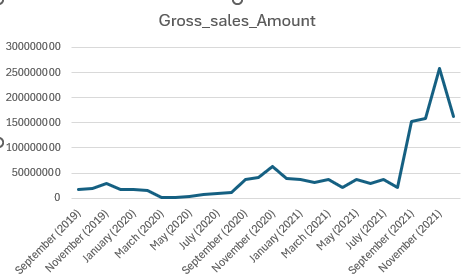 Gross_sales_Amount
300000000
250000000
200000000
150000000
100000000
50000000
0
September (2019)
November (2019)
January (2020)
March (2020)
May (2020)
July (2020)
September (2020)
November (2020)
January (2021)
March (2021)
May (2021)
July (2021)
September (2021)
November (2021)